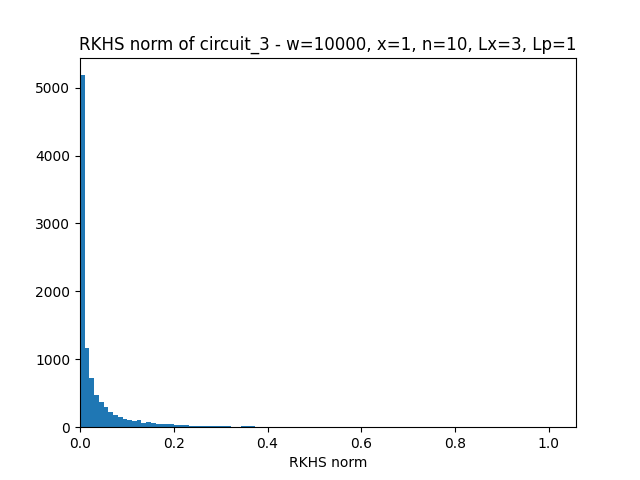 RKHS norm of circuit_3 - w=10000, x=1, n=10, Lx=3, Lp=1
5000
4000
3000
2000
1000
0
0.0 0.2 0.4 0.6 0.8 1.0
RKHS norm